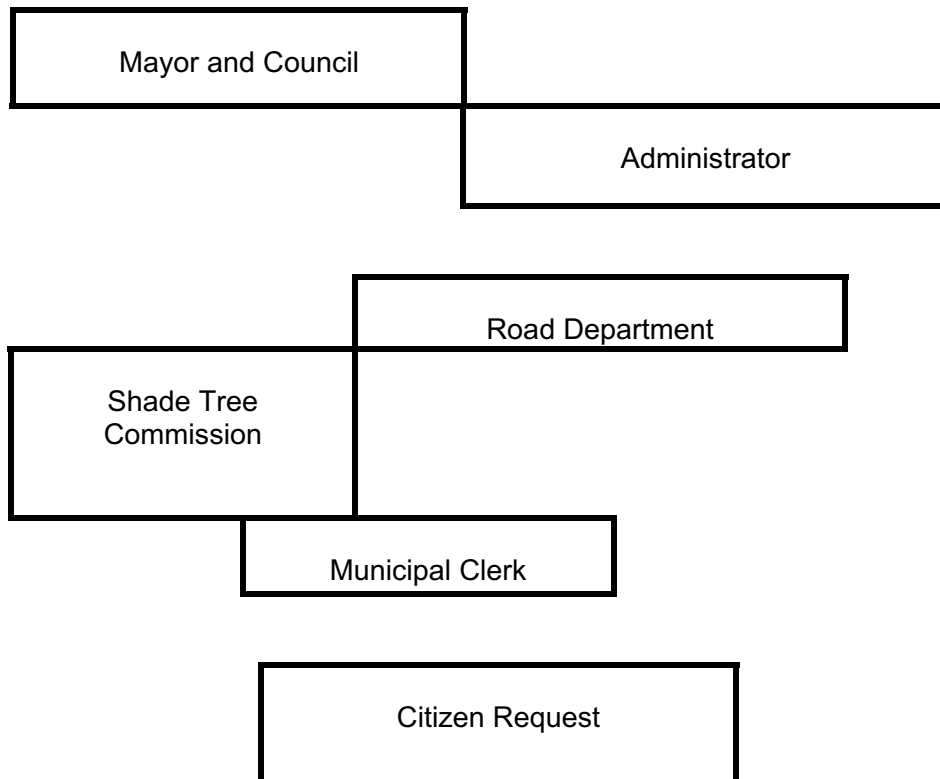 Mayor and Council
Administrator
Road Department
Shade Tree
Commission
Municipal Clerk
Citizen Request